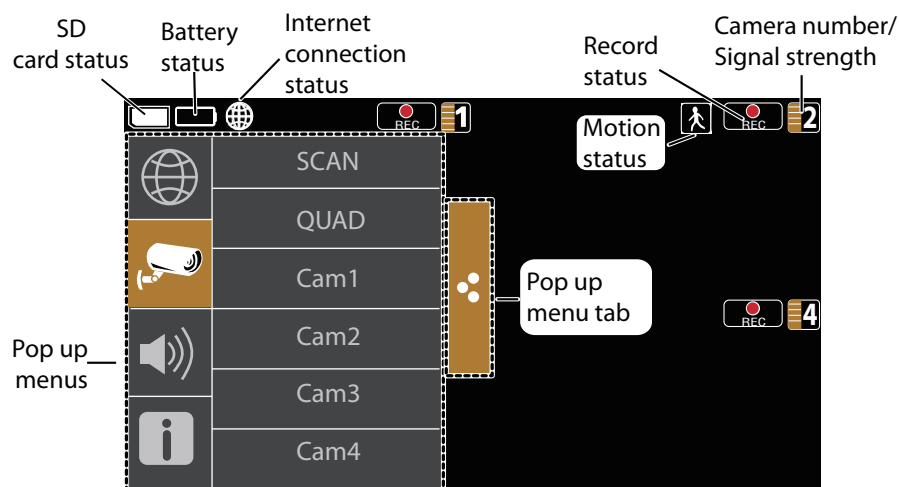 SD
card status
Battery
status
Internet
connection
status
Record
status
Camera number/
Signal strength
REC
1
Motion
status
REC
2
SCAN
QUAD
Cam1
Cam2
Cam3
Cam4
Pop up
menu tab
REC
4
Pop up
menus
i